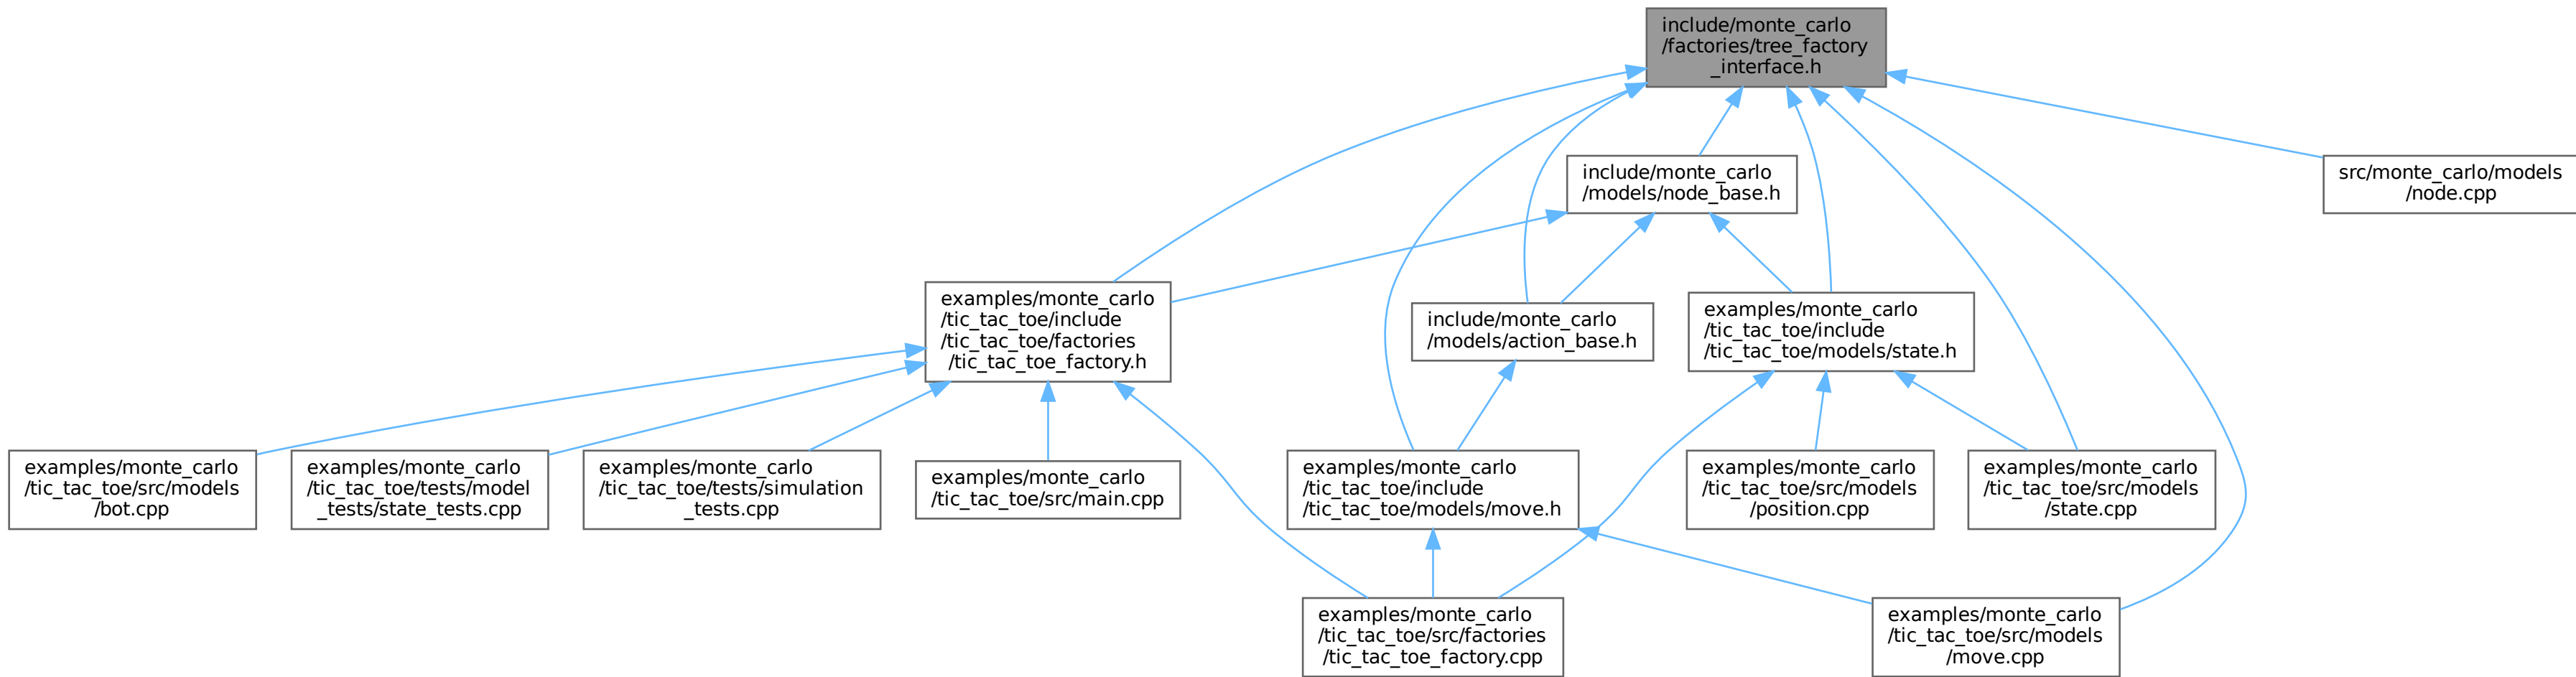 include/monte_carlo
/factories/tree_factory
_interface.h
include/monte_carlo
/models/node_base.h
src/monte_carlo/models
/node.cpp
examples/monte_carlo
/tic_tac_toe/include
/tic_tac_toe/factories
/tic_tac_toe_factory.h
include/monte_carlo
/models/action_base.h
examples/monte_carlo
/tic_tac_toe/include
/tic_tac_toe/models/state.h
examples/monte_carlo
/tic_tac_toe/src/models
/bot.cpp
examples/monte_carlo
/tic_tac_toe/tests/model
_tests/state_tests.cpp
examples/monte_carlo
/tic_tac_toe/tests/simulation
_tests.cpp
examples/monte_carlo
/tic_tac_toe/src/main.cpp
examples/monte_carlo
/tic_tac_toe/include
/tic_tac_toe/models/move.h
examples/monte_carlo
/tic_tac_toe/src/models
/position.cpp
examples/monte_carlo
/tic_tac_toe/src/models
/state.cpp
examples/monte_carlo
/tic_tac_toe/src/factories
/tic_tac_toe_factory.cpp
examples/monte_carlo
/tic_tac_toe/src/models
/move.cpp